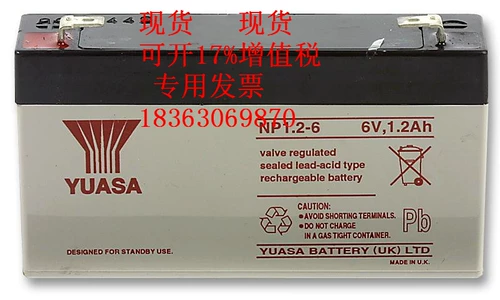 现货 现货
可开17%增值税
专用发票
18363069870
NP1.2-6 6V,1.2Ah
YUASA
valve regulated
sealed lead-acid type
rechargeable battery
CAUTION:
●AVOID SHORTING TERMINALS.
●DO NOT CHARGE
IN A GAS TIGHT CONTAINER.
Pb
DESIGNED FOR STANDBY USE.
YUASA BATTERY (UK) LTD
MADE IN U.K.